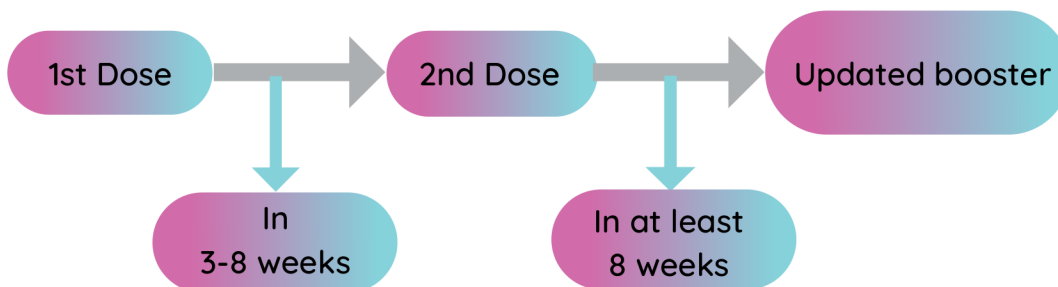 1st Dose
2nd Dose
Updated booster
In
3-8 weeks
In at least
8 weeks